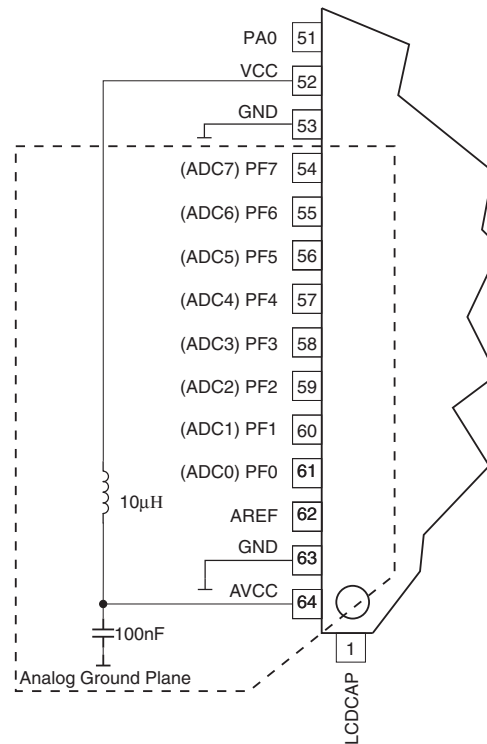 PA0 51
VCC 52
GND 53
(ADC7) PF7 54
(ADC6) PF6 55
(ADC5) PF5 56
(ADC4) PF4 57
(ADC3) PF3 58
(ADC2) PF2 59
(ADC1) PF1 60
(ADC0) PF0 61
10μH
AREF 62
GND 63
AVCC 64
100nF
1
Analog Ground Plane
LCDCAP